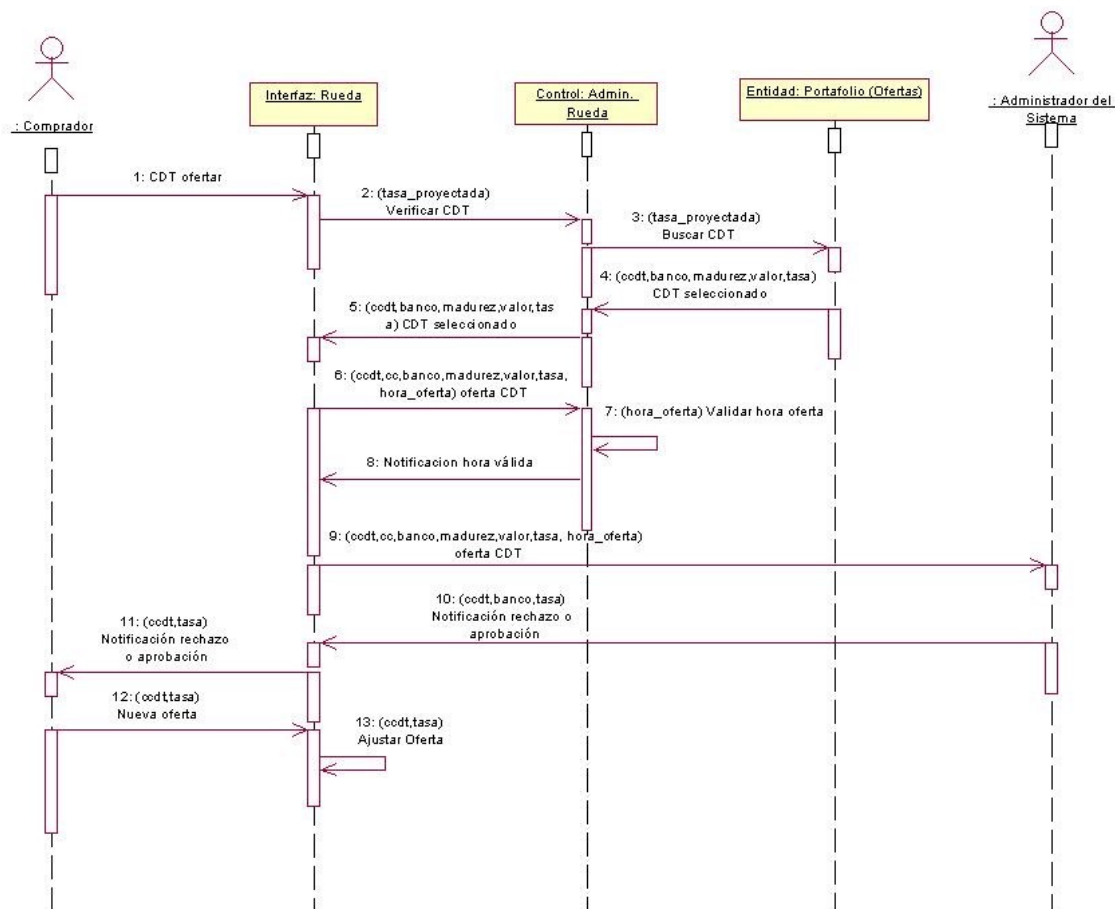 : Comprador
Interfaz: Rueda
Control: Admin.
Rueda
Entidad: Portafolio (Ofertas)
: Administrador del
Sistema
1: CDT ofertar
2: (tasa_proyectada)
Verificar CDT
3: (tasa_proyectada)
Buscar CDT
4: (ccdt,banco,madurez,valor,tasa)
CDT seleccionado
5: (ccdt,banco,madurez,valor,tas
a) CDT seleccionado
6: (ccdt,cc,banco,madurez,valor,tasa,
hora_oferta) oferta CDT
7: (hora_oferta) Validar hora oferta
8: Notificacion hora válida
9: (ccdt,cc,banco,madurez,valor,tasa, hora_oferta)
oferta CDT
10: (ccdt,banco,tasa)
Notificación rechazo o
aprobación
11: (ccdt,tasa)
Notificación rechazo
o aprobación
12: (ccdt,tasa)
Nueva oferta
13: (ccdt,tasa)
Ajustar Oferta